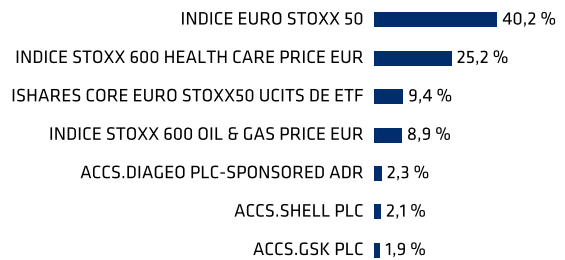 INDICE EURO STOXX 50 40,2 %
INDICE STOXX 600 HEALTH CARE PRICE EUR 25,2 %
ISHARES CORE EURO STOXX50 UCITS DE ETF 9,4 %
INDICE STOXX 600 OIL & GAS PRICE EUR 8,9 %
ACCS.DIAGEO PLC-SPONSORED ADR 2,3 %
ACCS.SHELL PLC 2,1 %
ACCS.GSK PLC 1,9 %